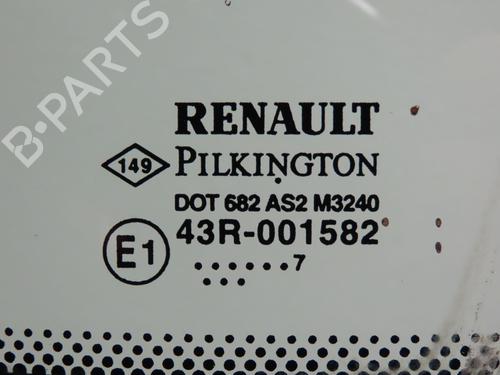 B-PARTS
RENAULT
149 PILKINGTON
DOT 682 AS2 M3240
E1 43R-001582
.......7
...